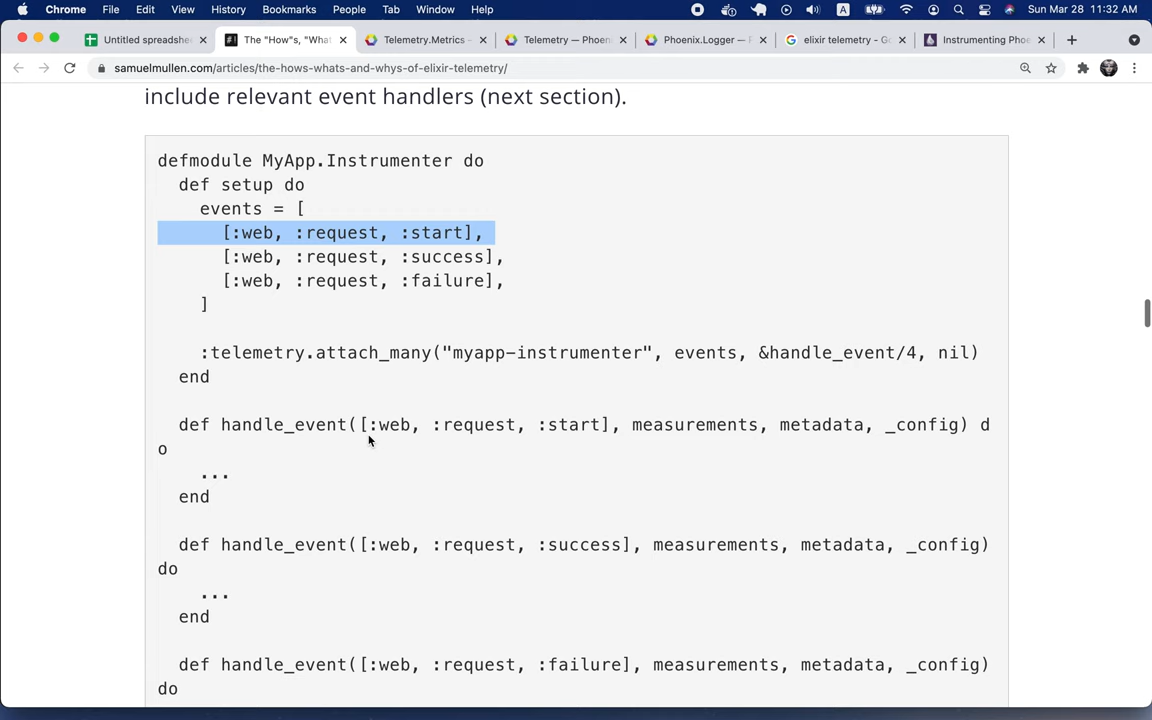 Chrome File Edit View History Bookmarks People Tab Window Help A Sun Mar 28 11:32 AM
Untitled spreadshe The "How"s, "What Telemetry.Metrics - Telemetry — Phoen Phoenix.Logger — P elixir telemetry - Go Instrumenting Phoe
samuelmullen.com/articles/the-hows-whats-and-whys-of-elixir-telemetry/
include relevant event handlers (next section).
defmodule MyApp.Instrumenter do
def setup do
events = [
[:web, :request, :start],
[:web, :request, :success],
[:web, :request, :failure],
]
:telemetry.attach_many("myapp-instrumenter", events, &handle_event/4, nil)
end
def handle_event([:web, :request, :start], measurements, metadata, _config) d
o
...
end
def handle_event([:web, :request, :success], measurements, metadata, _config)
do
...
end
def handle_event([:web, :request, :failure], measurements, metadata, _config)
do